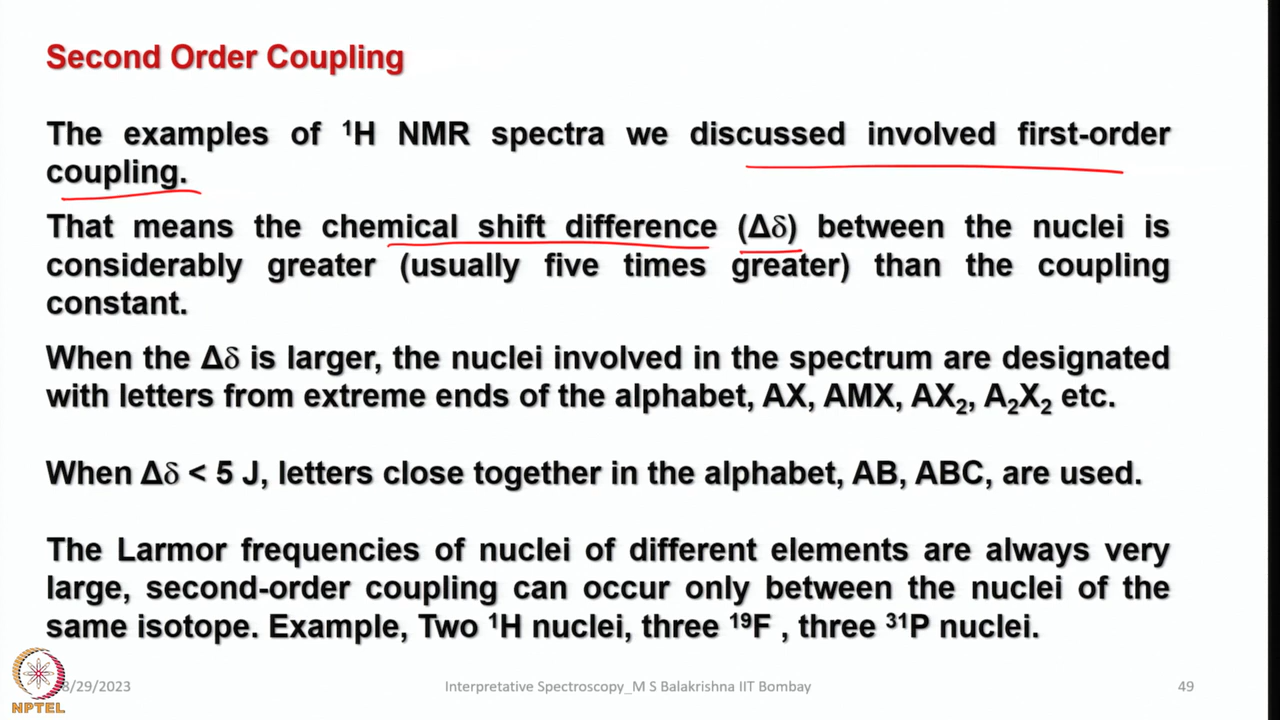 Second Order Coupling
The examples of ¹H NMR spectra we discussed involved first-order
coupling.
That means the chemical shift difference (Δδ) between the nuclei is
considerably greater (usually five times greater) than the coupling
constant.
When the Δδ is larger, the nuclei involved in the spectrum are designated
with letters from extreme ends of the alphabet, AX, AMX, AX₂, A₂X₂ etc.
When Δδ < 5 J, letters close together in the alphabet, AB, ABC, are used.
The Larmor frequencies of nuclei of different elements are always very
large, second-order coupling can occur only between the nuclei of the
same isotope. Example, Two ¹H nuclei, three ¹⁹F , three ³¹P nuclei.
8/29/2023
Interpretative Spectroscopy_M S Balakrishna IIT Bombay
49
NPTEL